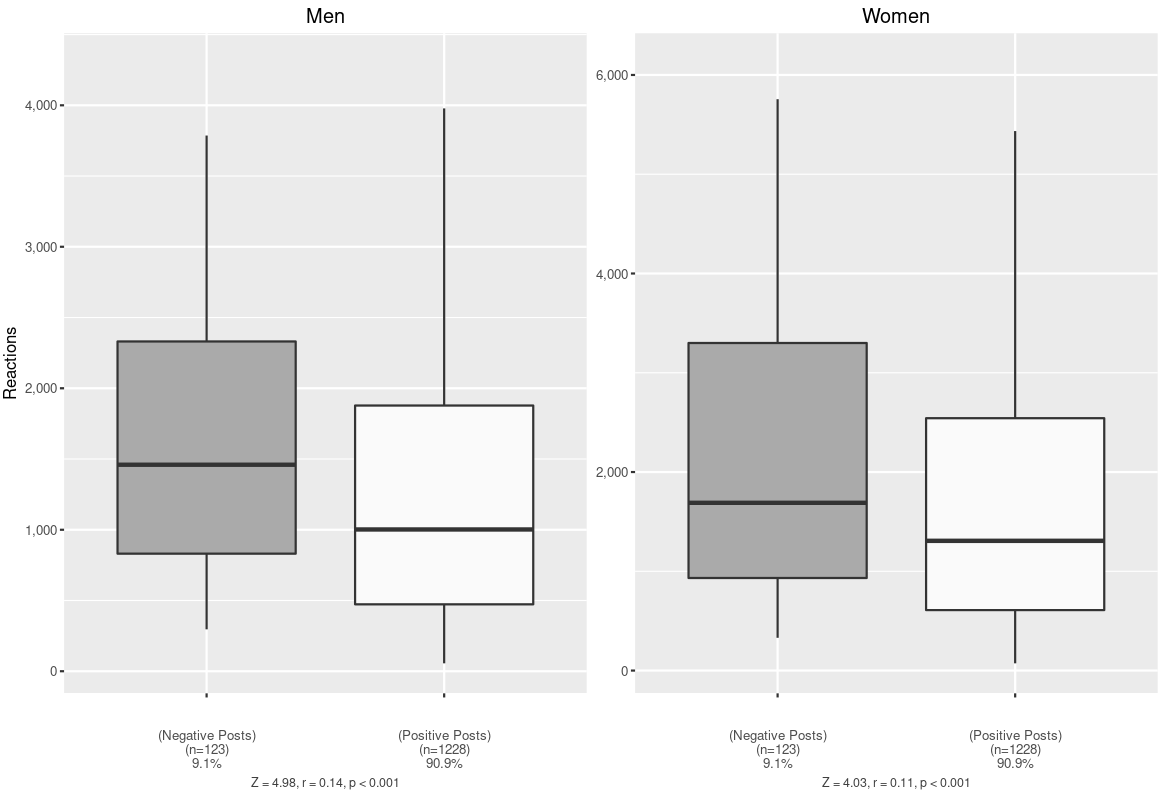 Men
Women
Reactions
4,000
3,000
2,000
1,000
0
6,000
4,000
2,000
0
(Negative Posts)
(n=123)
9.1%
(Positive Posts)
(n=1228)
90.9%
Z = 4.98, r = 0.14, p < 0.001
(Negative Posts)
(n=123)
9.1%
(Positive Posts)
(n=1228)
90.9%
Z = 4.03, r = 0.11, p < 0.001